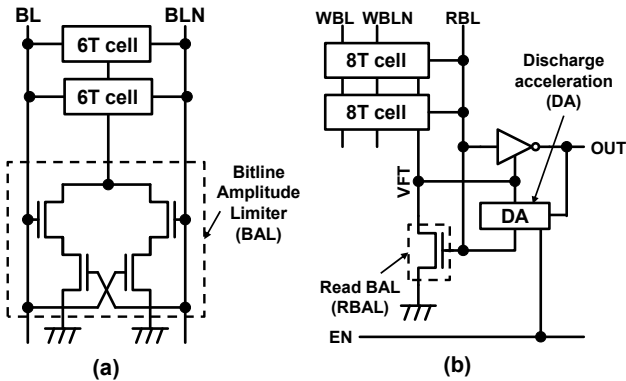 BL
BLN
6T cell
6T cell
Bitline
Amplitude
Limiter
(BAL)
(a)
WBL WBLN RBL
8T cell
8T cell
Discharge
acceleration
(DA)
OUT
VFT
DA
Read BAL
(RBAL)
EN
(b)